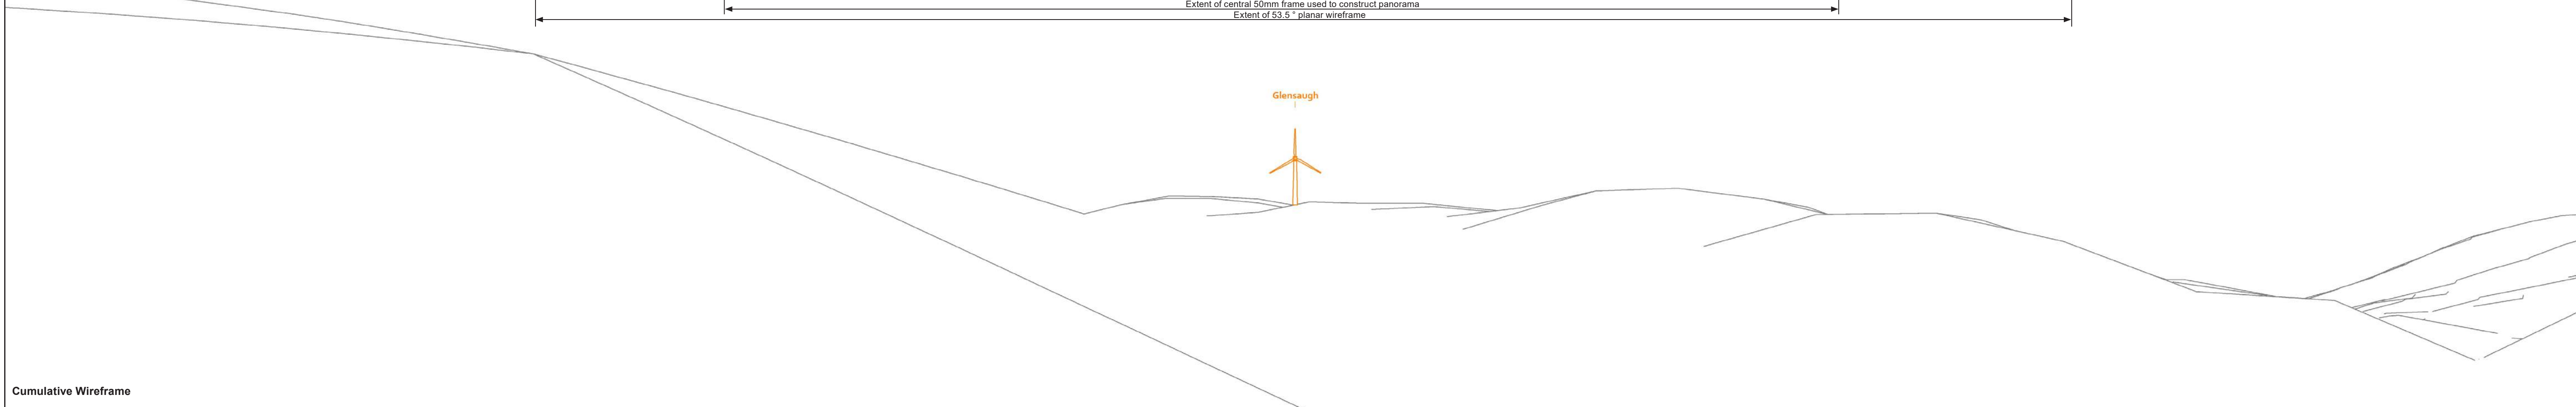 Extent of central 50mm frame used to construct panorama
Extent of 53.5 ° planar wireframe
Glensaugh
Cumulative Wireframe